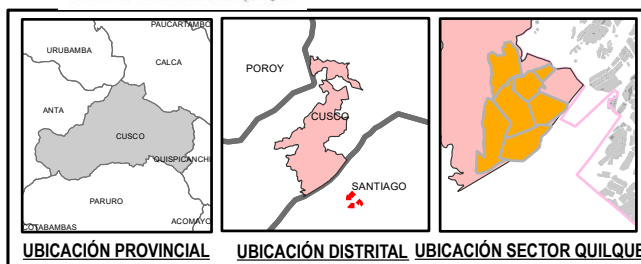 PAUCARTAMBO
URUBAMBA
CALCA
ANTA
CUSCO
QUISPICANCHI
PARURO
ACOMAYO
COTABAMBAS
POROY
CUSCO
SANTIAGO
UBICACIÓN PROVINCIAL
UBICACIÓN DISTRITAL
UBICACIÓN SECTOR QUILQUE